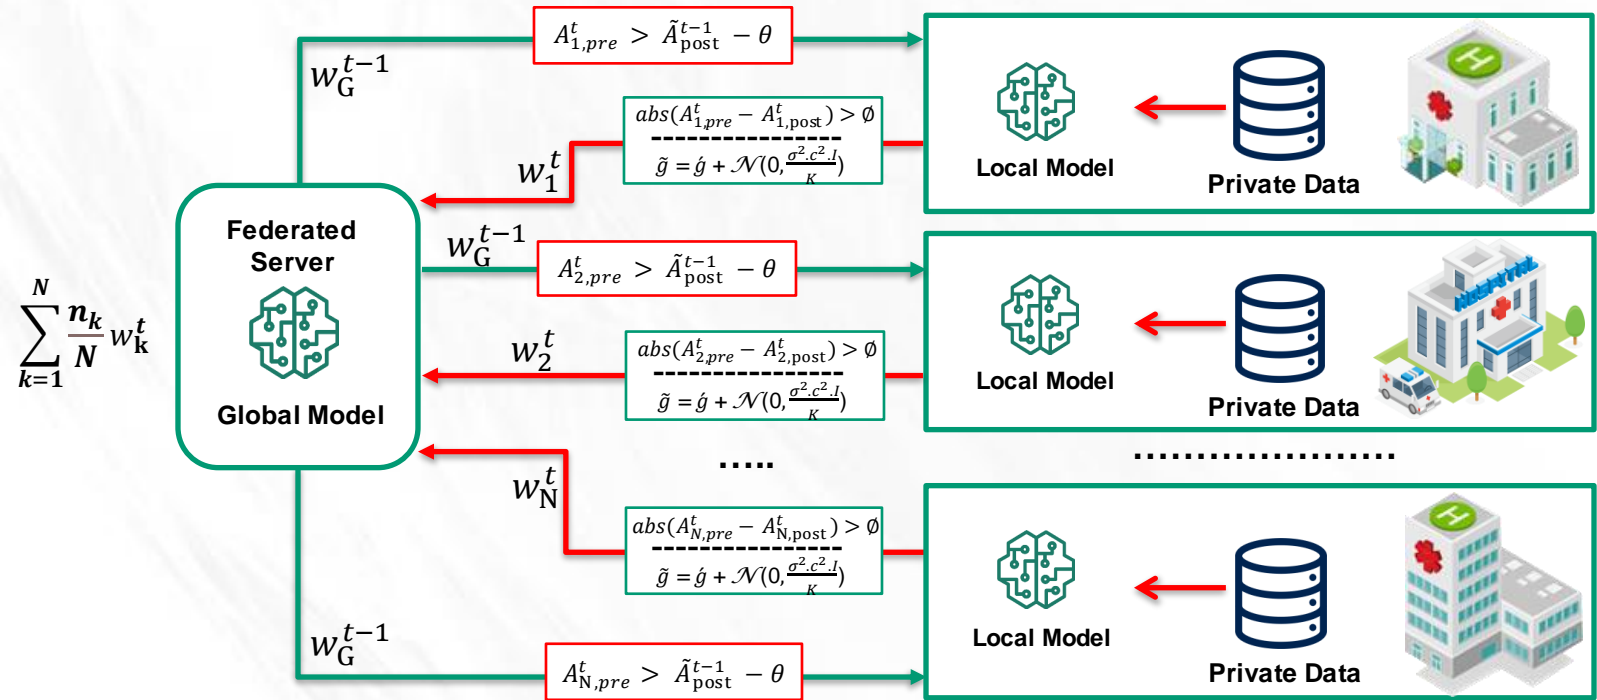 A^t_{1,pre} > Ã^{t-1}_{post} − θ
w_G^{t-1}
abs(A^t_{1,pre} − A^t_{1,post}) > ∅
g̃ = ǵ + 𝒩(0, σ².c².I / K)
w_1^t
Local Model
Private Data
H
Federated
Server
Global Model
∑_{k=1}^{N} n_k/N w_k^t
w_G^{t-1}
A^t_{2,pre} > Ã^{t-1}_{post} − θ
w_2^t
abs(A^t_{2,pre} − A^t_{2,post}) > ∅
g̃ = ǵ + 𝒩(0, σ².c².I / K)
Local Model
Private Data
HOSPITAL
.....
.....................
w_N^t
abs(A^t_{N,pre} − A^t_{N,post}) > ∅
g̃ = ǵ + 𝒩(0, σ².c².I / K)
w_G^{t-1}
A^t_{N,pre} > Ã^{t-1}_{post} − θ
Local Model
Private Data
H